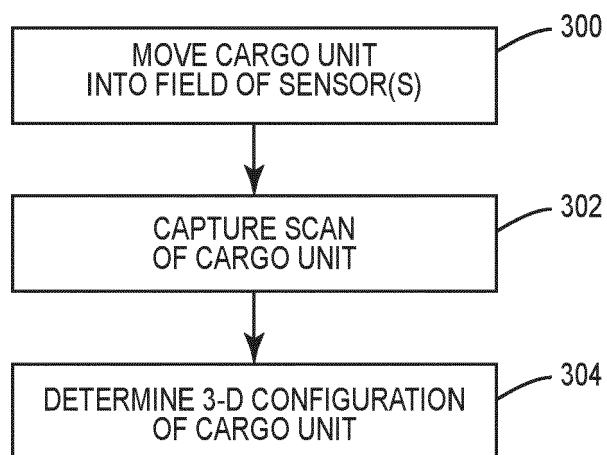 MOVE CARGO UNIT
INTO FIELD OF SENSOR(S)
300
CAPTURE SCAN
OF CARGO UNIT
302
DETERMINE 3-D CONFIGURATION
OF CARGO UNIT
304